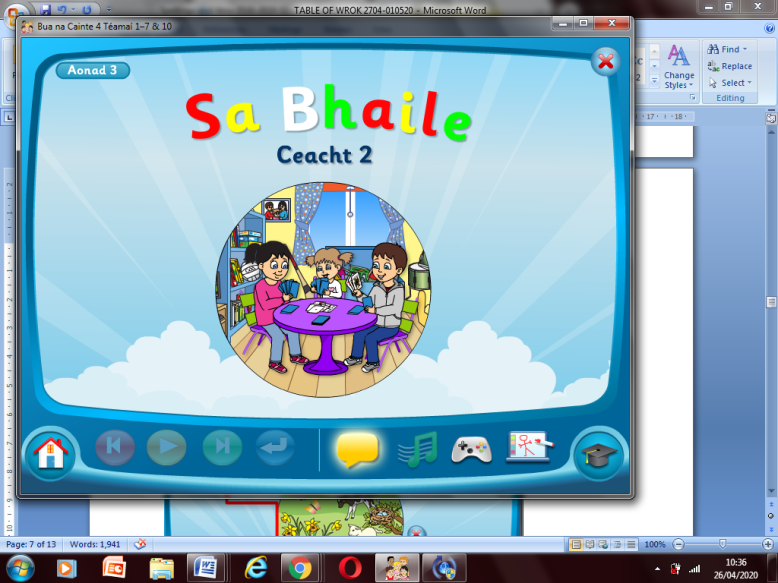 TABLE OF WROK 2704-010520 - Microsoft Word
Bua na Cainte 4 Téamaí 1–7 & 10
Find
Replace
Select
Change
Styles
Editing
Aonad 3
Sa Bhaile
Ceacht 2
Page: 7 of 13 Words: 1,941 100%
10:36
26/04/2020